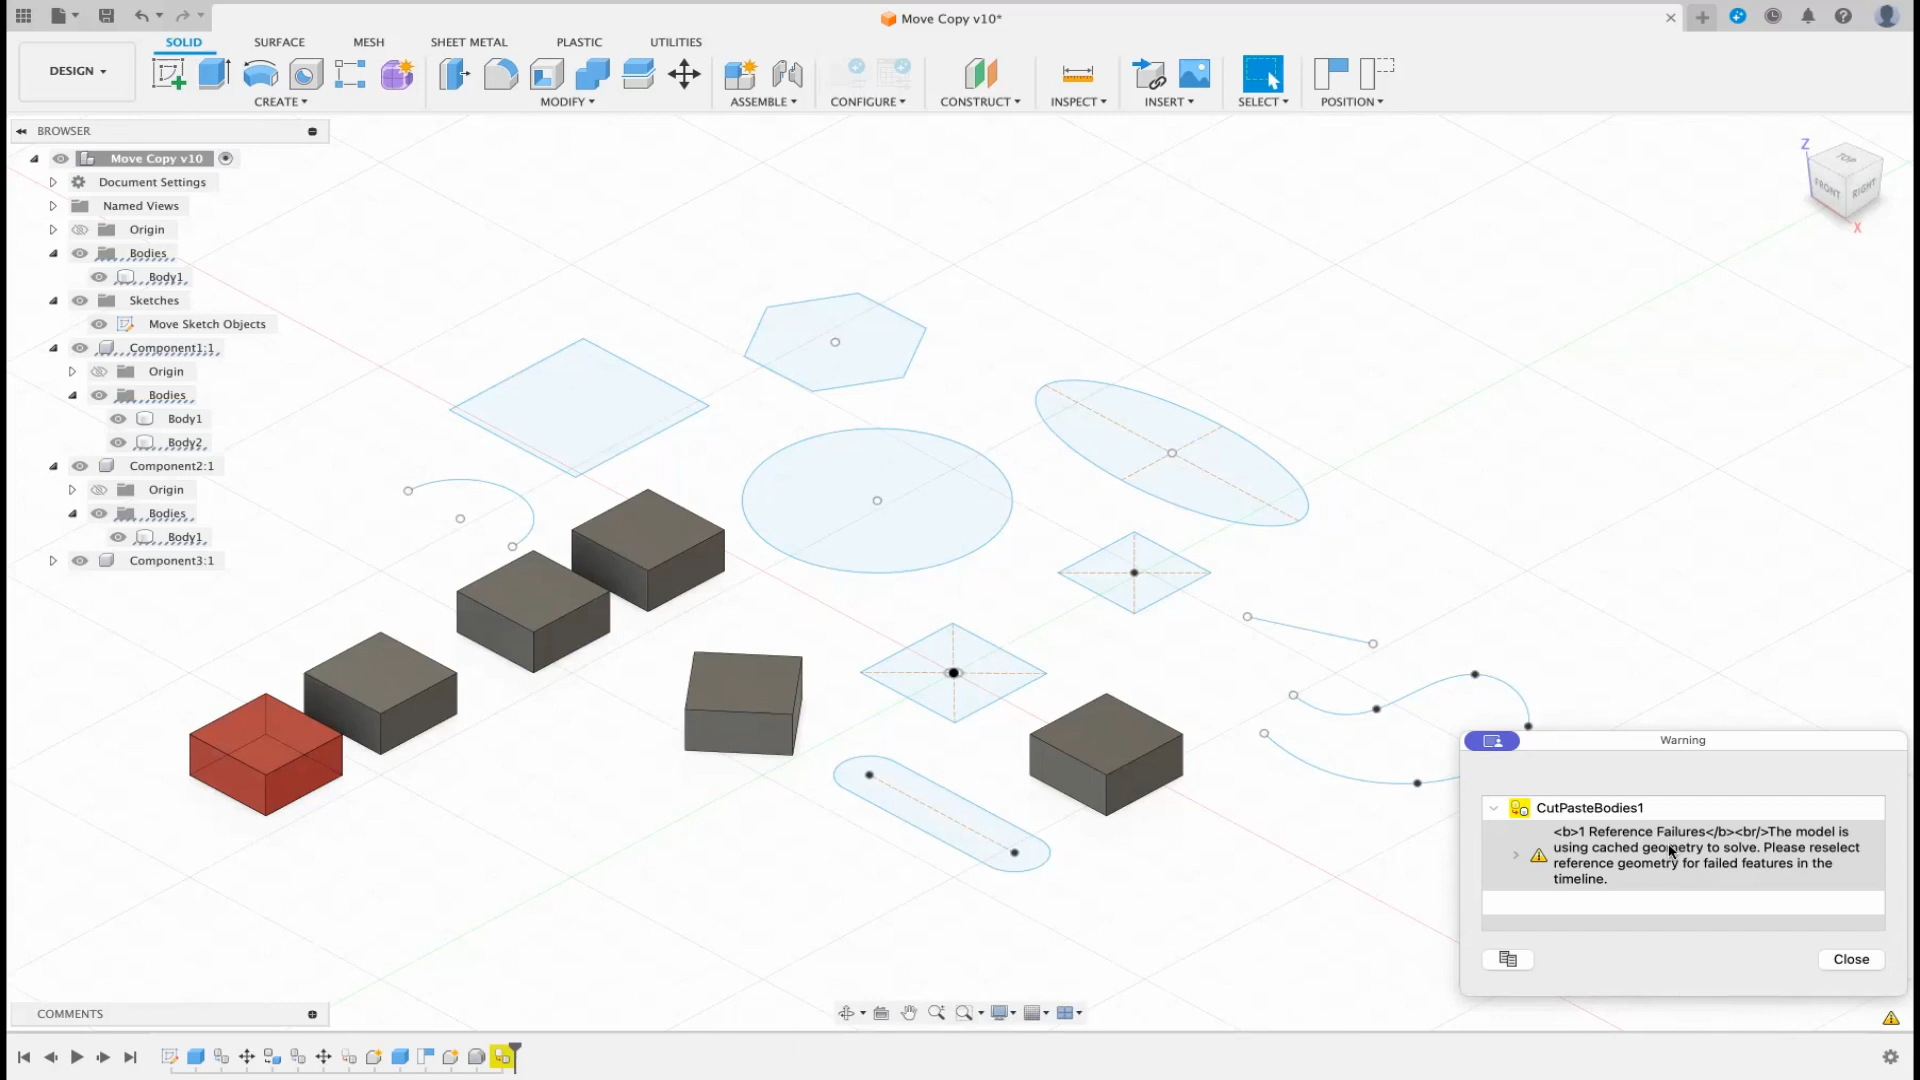 Move Copy v10*
DESIGN
SOLID
SURFACE
MESH
SHEET METAL
PLASTIC
UTILITIES
CREATE
MODIFY
ASSEMBLE
CONFIGURE
CONSTRUCT
INSPECT
INSERT
SELECT
POSITION
BROWSER
Move Copy v10
Document Settings
Named Views
Origin
Bodies
Body1
Sketches
Move Sketch Objects
Component1:1
Origin
Bodies
Body1
Body2
Component2:1
Origin
Bodies
Body1
Component3:1
Z
TOP
FRONT
RIGHT
X
Warning
CutPasteBodies1
<b>1 Reference Failures</b><br/>The model is
using cached geometry to solve. Please reselect
reference geometry for failed features in the
timeline.
Close
COMMENTS